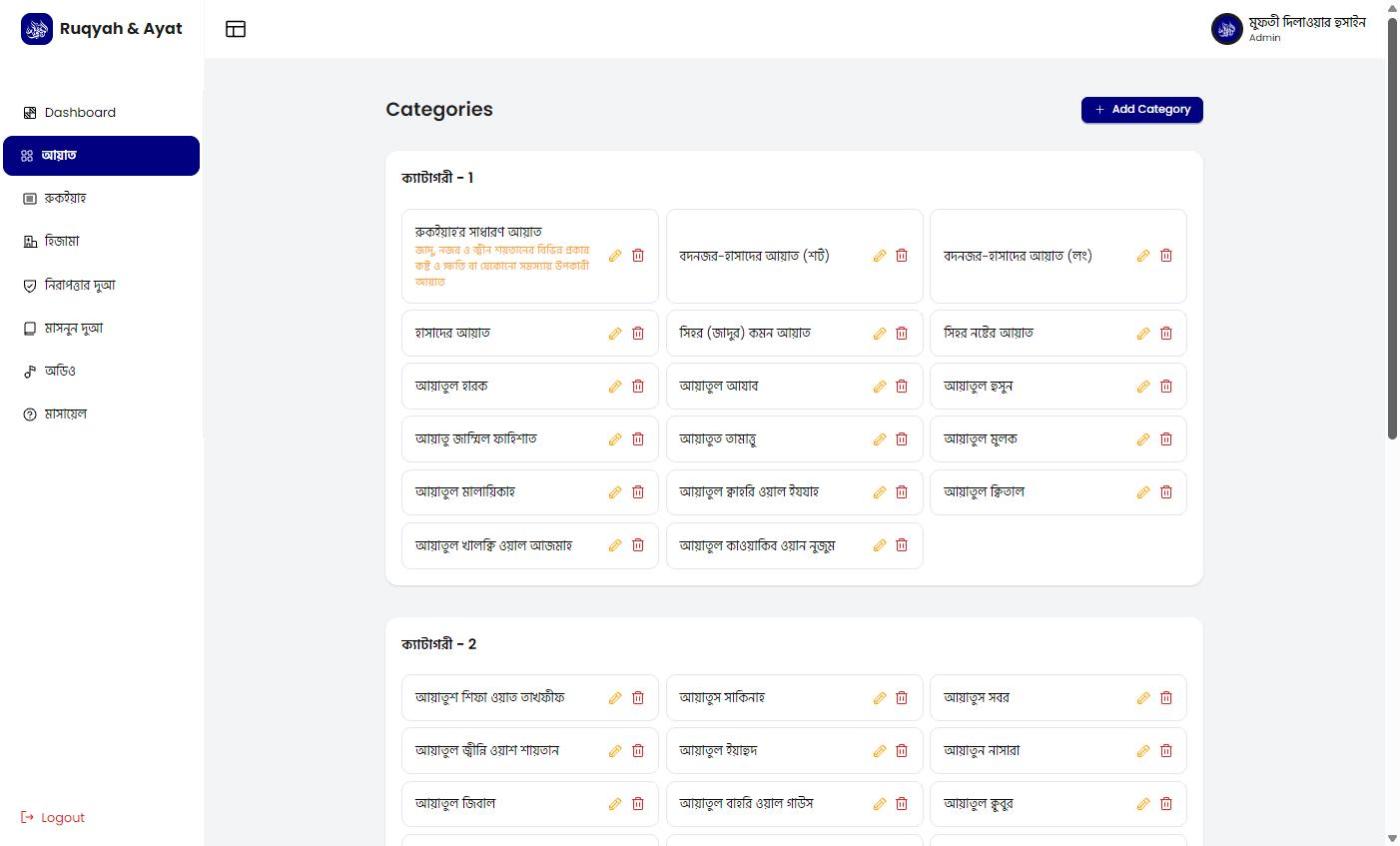 Ruqyah & Ayat
মুফতী দিলাওয়ার হুসাইন
Admin
Dashboard
আয়াত
রুকইয়াহ
হিজামা
নিরাপত্তার দুআ
মাসনুন দুআ
অডিও
মাসায়েল
Logout
Categories
+ Add Category
ক্যাটাগরী - 1
রুকইয়াহ'র সাধারণ আয়াত
জাদু, নজর ও জ্বীন শয়তানের বিভিন্ন প্রকার
কষ্ট ও ক্ষতি বা যেকোনো সমস্যায় উপকারী
আয়াত
বদনজর-হাসাদের আয়াত (শর্ট)
বদনজর-হাসাদের আয়াত (লং)
হাসাদের আয়াত
সিহর (জাদুর) কমন আয়াত
সিহর নষ্টের আয়াত
আয়াতুল হারক
আয়াতুল আযাব
আয়াতুল হুসুন
আয়াতু জাম্মিল ফাহিশাত
আয়াতুত তামাত্তু
আয়াতুল মুলক
আয়াতুল মালায়িকাহ
আয়াতুল ক্বাহরি ওয়াল ইযযাহ
আয়াতুল ক্বিতাল
আয়াতুল খালক্বি ওয়াল আজমাহ
আয়াতুল কাওয়াকিব ওয়ান নুজুম
ক্যাটাগরী - 2
আয়াতুশ শিফা ওয়াত তাখফীফ
আয়াতুস সাকিনাহ
আয়াতুস সবর
আয়াতুল জ্বীন্নি ওয়াশ শায়তান
আয়াতুল ইয়াহুদ
আয়াতুন নাসারা
আয়াতুল জিবাল
আয়াতুল বাহরি ওয়াল গাউস
আয়াতুল ক্বুবুর